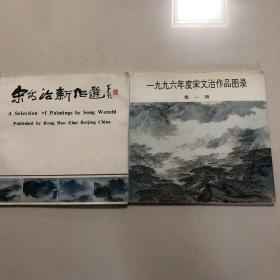 宋文治新作选
A Selection of Paintings by Song Wenzhi
Published by Rong Bao Zhai Beijing China
一九九六年度宋文治作品图录
第一辑